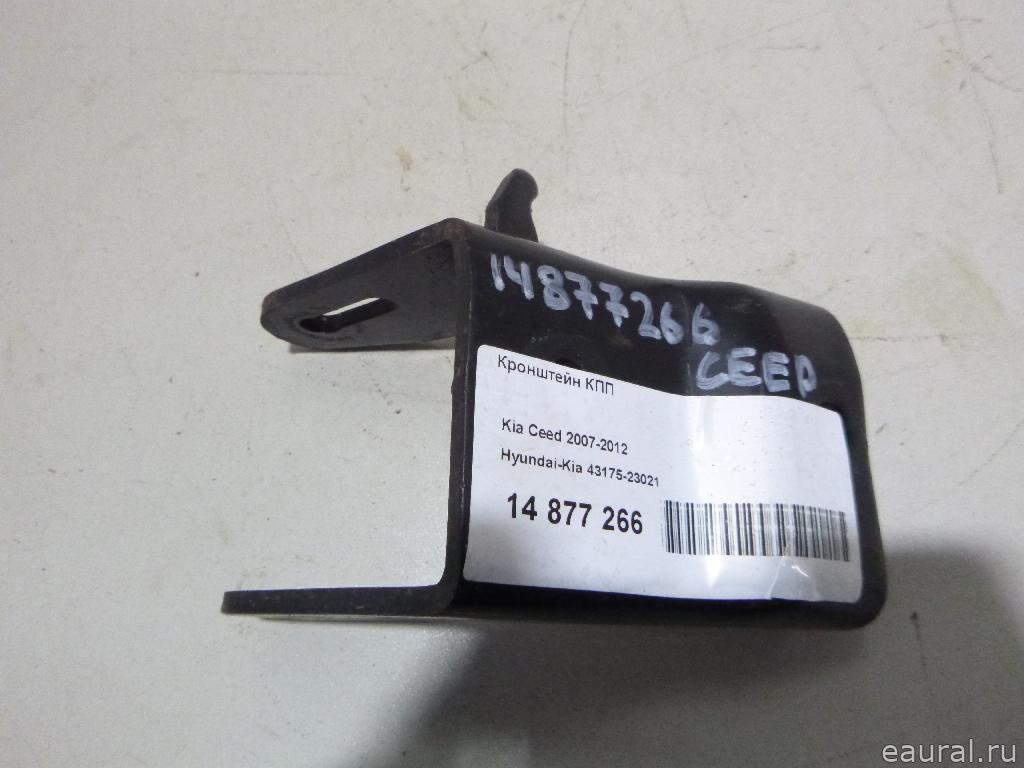 14877266
CEED
Кронштейн КПП
Kia Ceed 2007-2012
Hyundai-Kia 43175-23021
14 877 266
eaural.ru